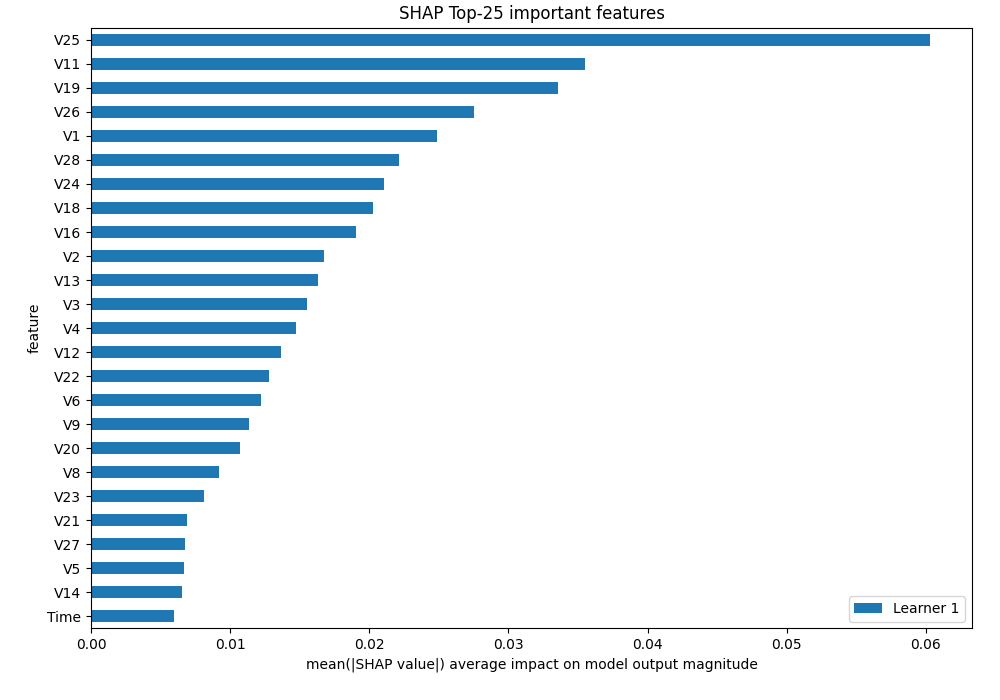 SHAP Top-25 important features
V25
V11
V19
V26
V1
V28
V24
V18
V16
V2
V13
V3
V4
V12
V22
V6
V9
V20
V8
V23
V21
V27
V5
V14
Time
feature
Learner 1
0.00 0.01 0.02 0.03 0.04 0.05 0.06
mean(|SHAP value|) average impact on model output magnitude